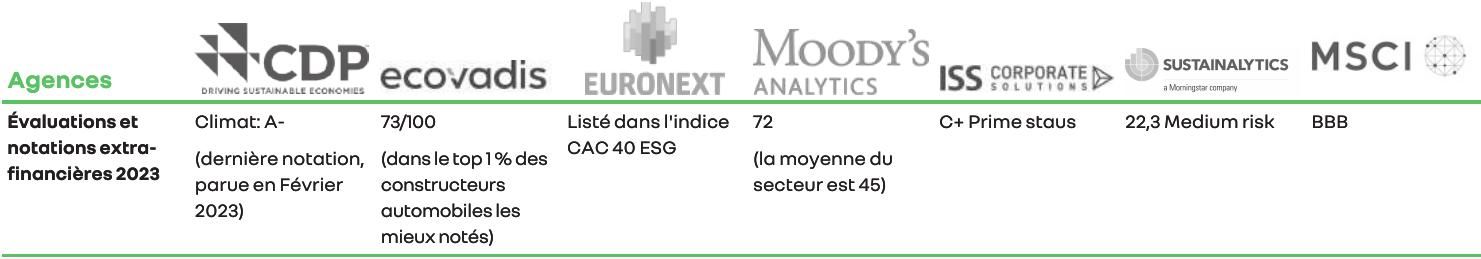 Agences
CDP
DRIVING SUSTAINABLE ECONOMIES
ecovadis
EURONEXT
MOODY'S
ANALYTICS
ISS CORPORATE
SOLUTIONS
SUSTAINALYTICS
a Morningstar company
MSCI
Évaluations et
notations extra-
financières 2023
Climat: A-
(dernière notation,
parue en Février
2023)
73/100
(dans le top 1 % des
constructeurs
automobiles les
mieux notés)
Listé dans l'indice
CAC 40 ESG
72
(la moyenne du
secteur est 45)
C+ Prime staus
22,3 Medium risk
BBB